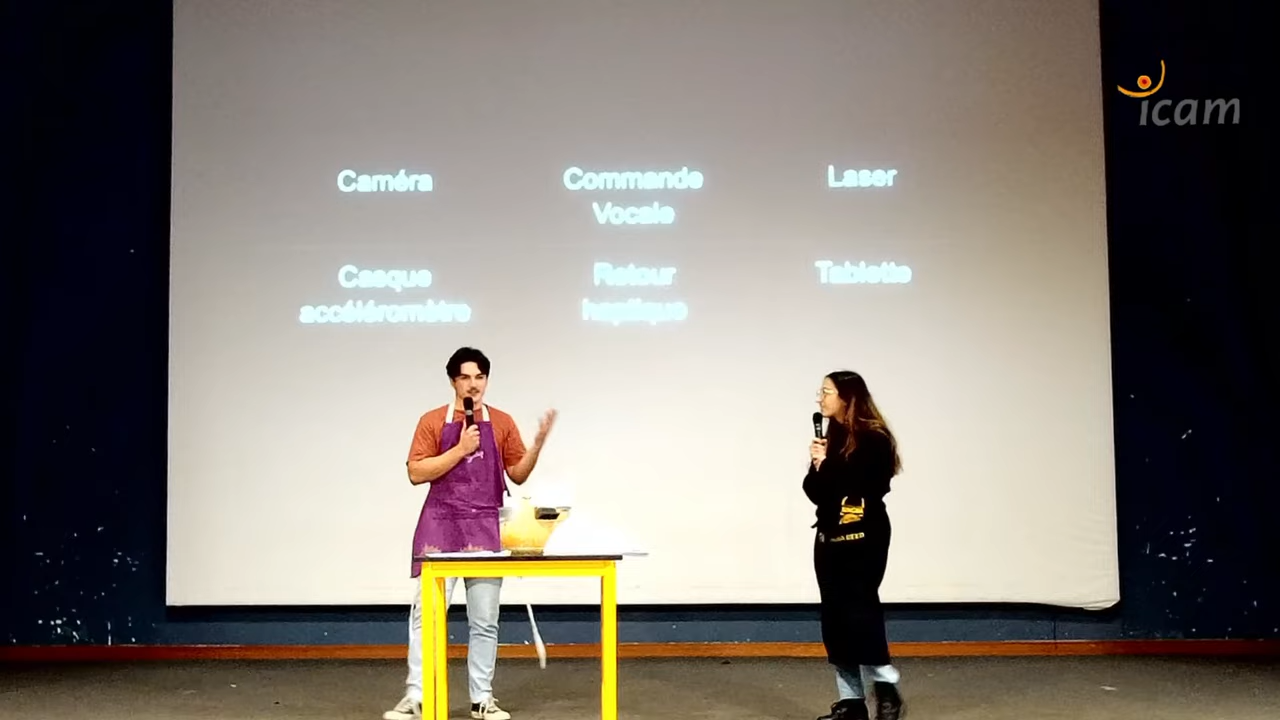 icam
Caméra
Commande
Vocale
Laser
Casque
accéléromètre
Retour
haptique
Tablette